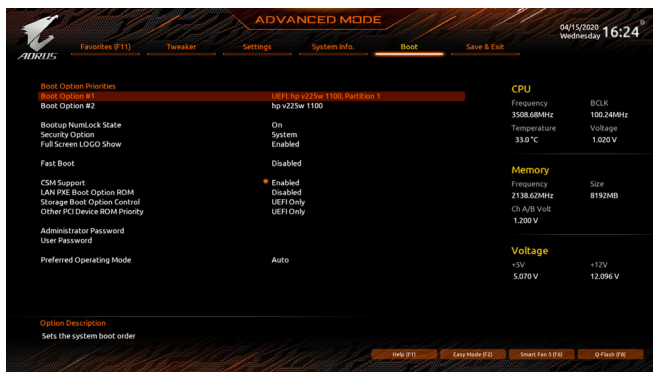 ADVANCED MODE
04/15/2020
Wednesday 16:24
AORUS
Favorites (F11) Tweaker Settings System Info. Boot Save & Exit
Boot Option Priorities
Boot Option #1 UEFI: hp v225w 1100, Partition 1
Boot Option #2 hp v225w 1100
Bootup NumLock State On
Security Option System
Full Screen LOGO Show Enabled
Fast Boot Disabled
CSM Support Enabled
LAN PXE Boot Option ROM Disabled
Storage Boot Option Control UEFI Only
Other PCI Device ROM Priority UEFI Only
Administrator Password
User Password
Preferred Operating Mode Auto
CPU
Frequency BCLK
3508.68MHz 100.24MHz
Temperature Voltage
33.0 °C 1.020 V
Memory
Frequency Size
2138.62MHz 8192MB
Ch A/B Volt
1.200 V
Voltage
+5V +12V
5.070 V 12.096 V
Option Description
Sets the system boot order
Help (F1) Easy Mode (F2) Smart Fan 5 (F6) Q-Flash (F8)